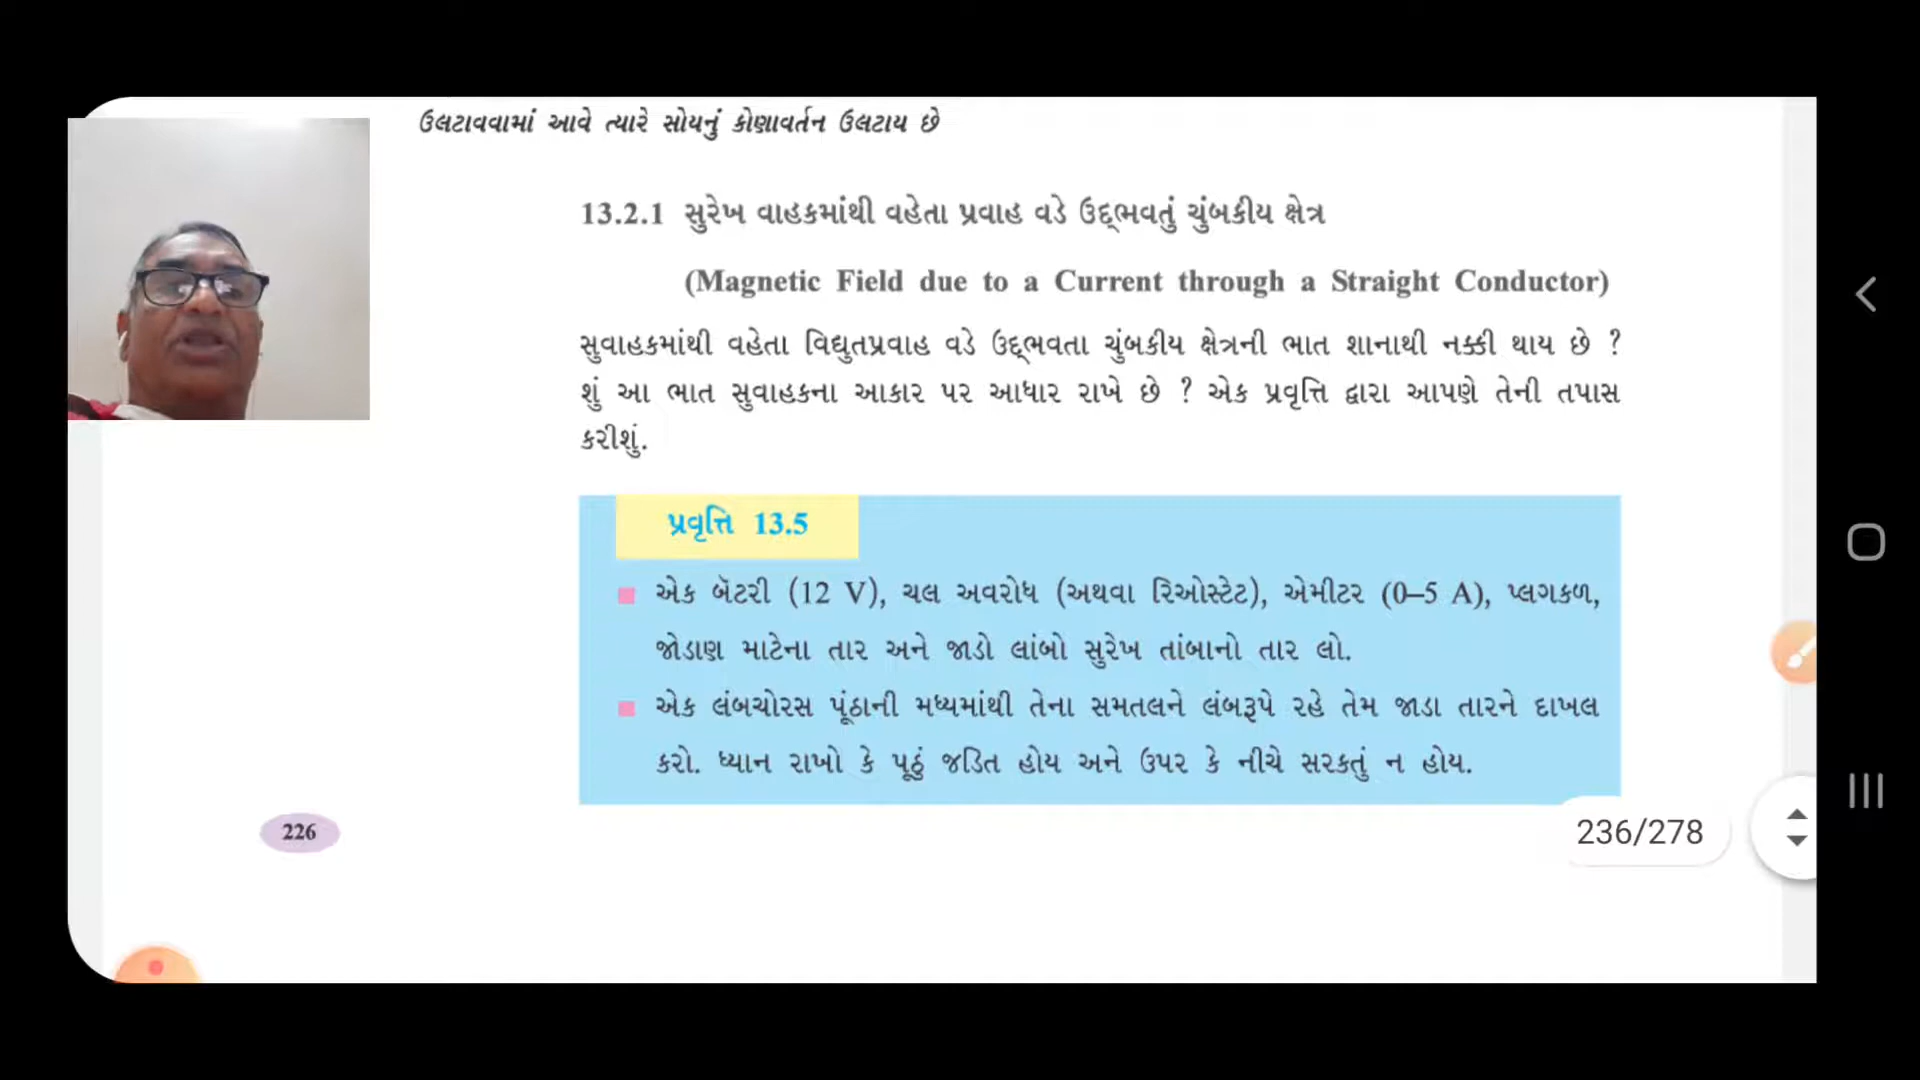 ઉલટાવવામાં આવે ત્યારે સોયનું કોણાવર્તન ઉલટાય છે
13.2.1 સુરેખ વાહકમાંથી વહેતા પ્રવાહ વડે ઉદ્‌ભવતું ચુંબકીય ક્ષેત્ર
(Magnetic Field due to a Current through a Straight Conductor)
સુવાહકમાંથી વહેતા વિદ્યુતપ્રવાહ વડે ઉદ્‌ભવતા ચુંબકીય ક્ષેત્રની ભાત શાનાથી નક્કી થાય છે ?
શું આ ભાત સુવાહકના આકાર પર આધાર રાખે છે ? એક પ્રવૃત્તિ દ્વારા આપણે તેની તપાસ
કરીશું.
પ્રવૃત્તિ 13.5
■ એક બૅટરી (12 V), ચલ અવરોધ (અથવા રિઓસ્ટેટ), એમીટર (0–5 A), પ્લગકળ,
જોડાણ માટેના તાર અને જાડો લાંબો સુરેખ તાંબાનો તાર લો.
■ એક લંબચોરસ પૂંઠાની મધ્યમાંથી તેના સમતલને લંબરૂપે રહે તેમ જાડા તારને દાખલ
કરો. ધ્યાન રાખો કે પૂઠું જડિત હોય અને ઉપર કે નીચે સરકતું ન હોય.
226
236/278